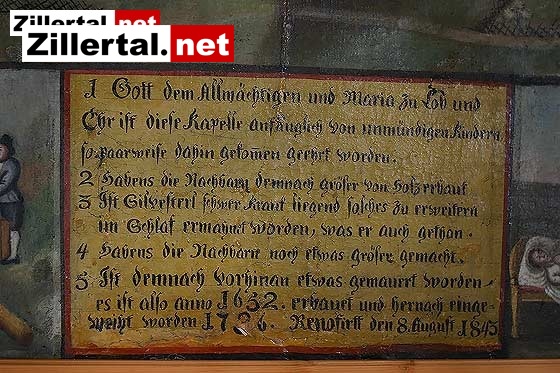 Zillertal.net
Zillertal.net
1 Gott dem Allmächtigen und Maria zu Lob und
Ehr ist diese Kapelle anfänglich von unmündigen Kindern
so paarweise dahin gekomen geehrt worden.
2 Habens die Nachbarn demnach größer von Holz erbaut
3 Ist Silvesterl schwer krank liegend solches zu erweitern
im Schlaf ermahnet worden, was er auch gethan.
4 Habens die Nachbarn noch etwas größer gemacht.
5 Ist demnach Vorhinan etwas gemauert worden
es ist also anno 1632. erbauet und hernach einge-
weiht worden 1786. Renofirt den 8. August 1843